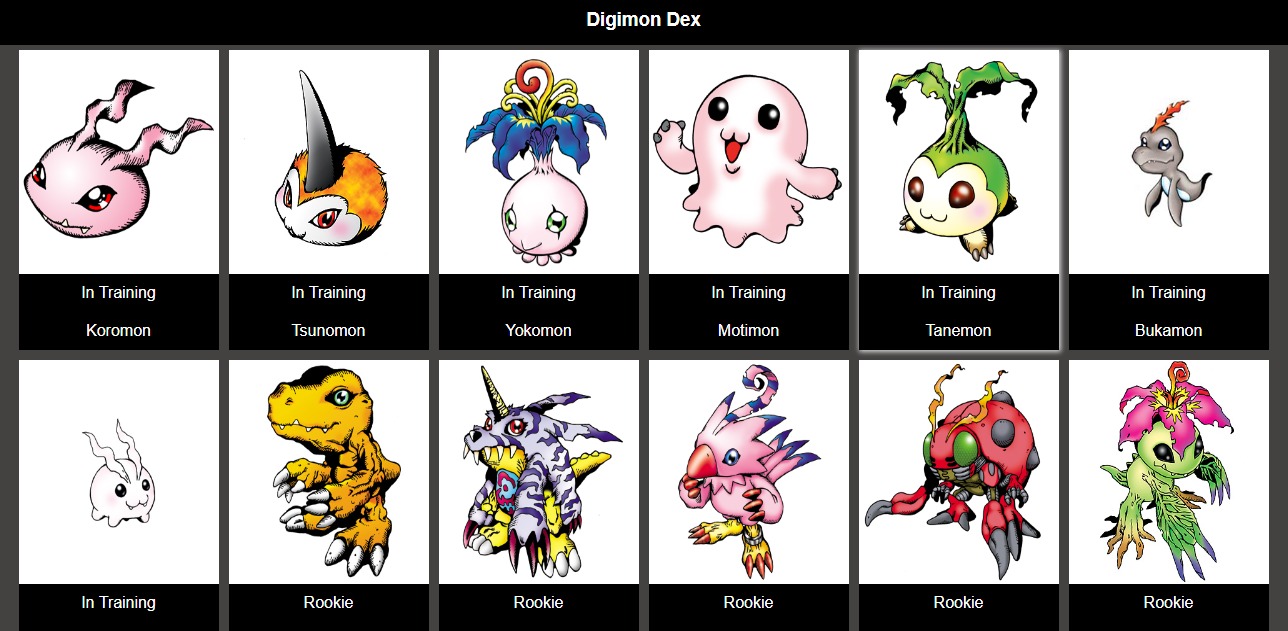 Digimon Dex
In Training
In Training
In Training
In Training
In Training
In Training
Koromon
Tsunomon
Yokomon
Motimon
Tanemon
Bukamon
In Training
Rookie
Rookie
Rookie
Rookie
Rookie